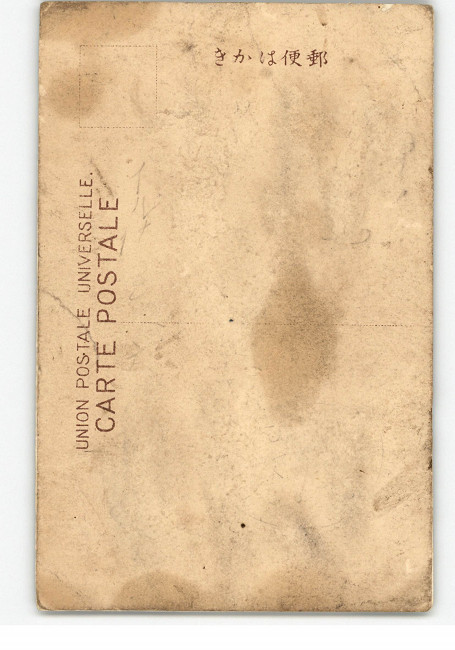 きかは便郵
UNION POSTALE UNIVERSELLE.
CARTE POSTALE